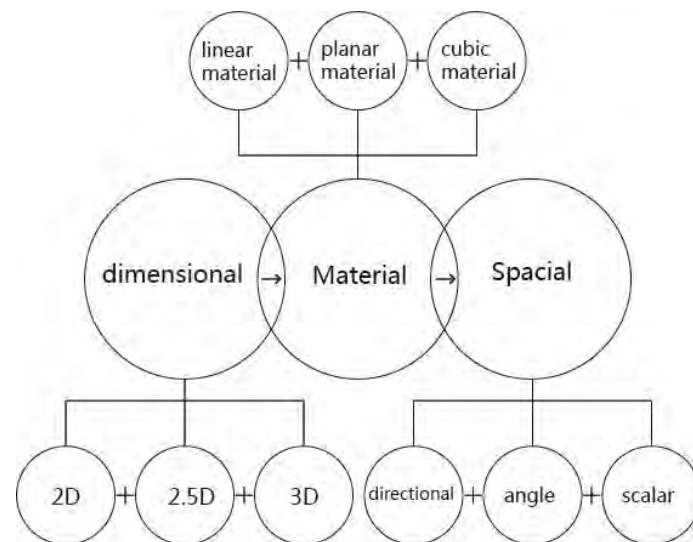 linear
material
+
planar
material
+
cubic
material
dimensional
→
Material
→
Spacial
2D
+
2.5D
+
3D
directional
+
angle
+
scalar